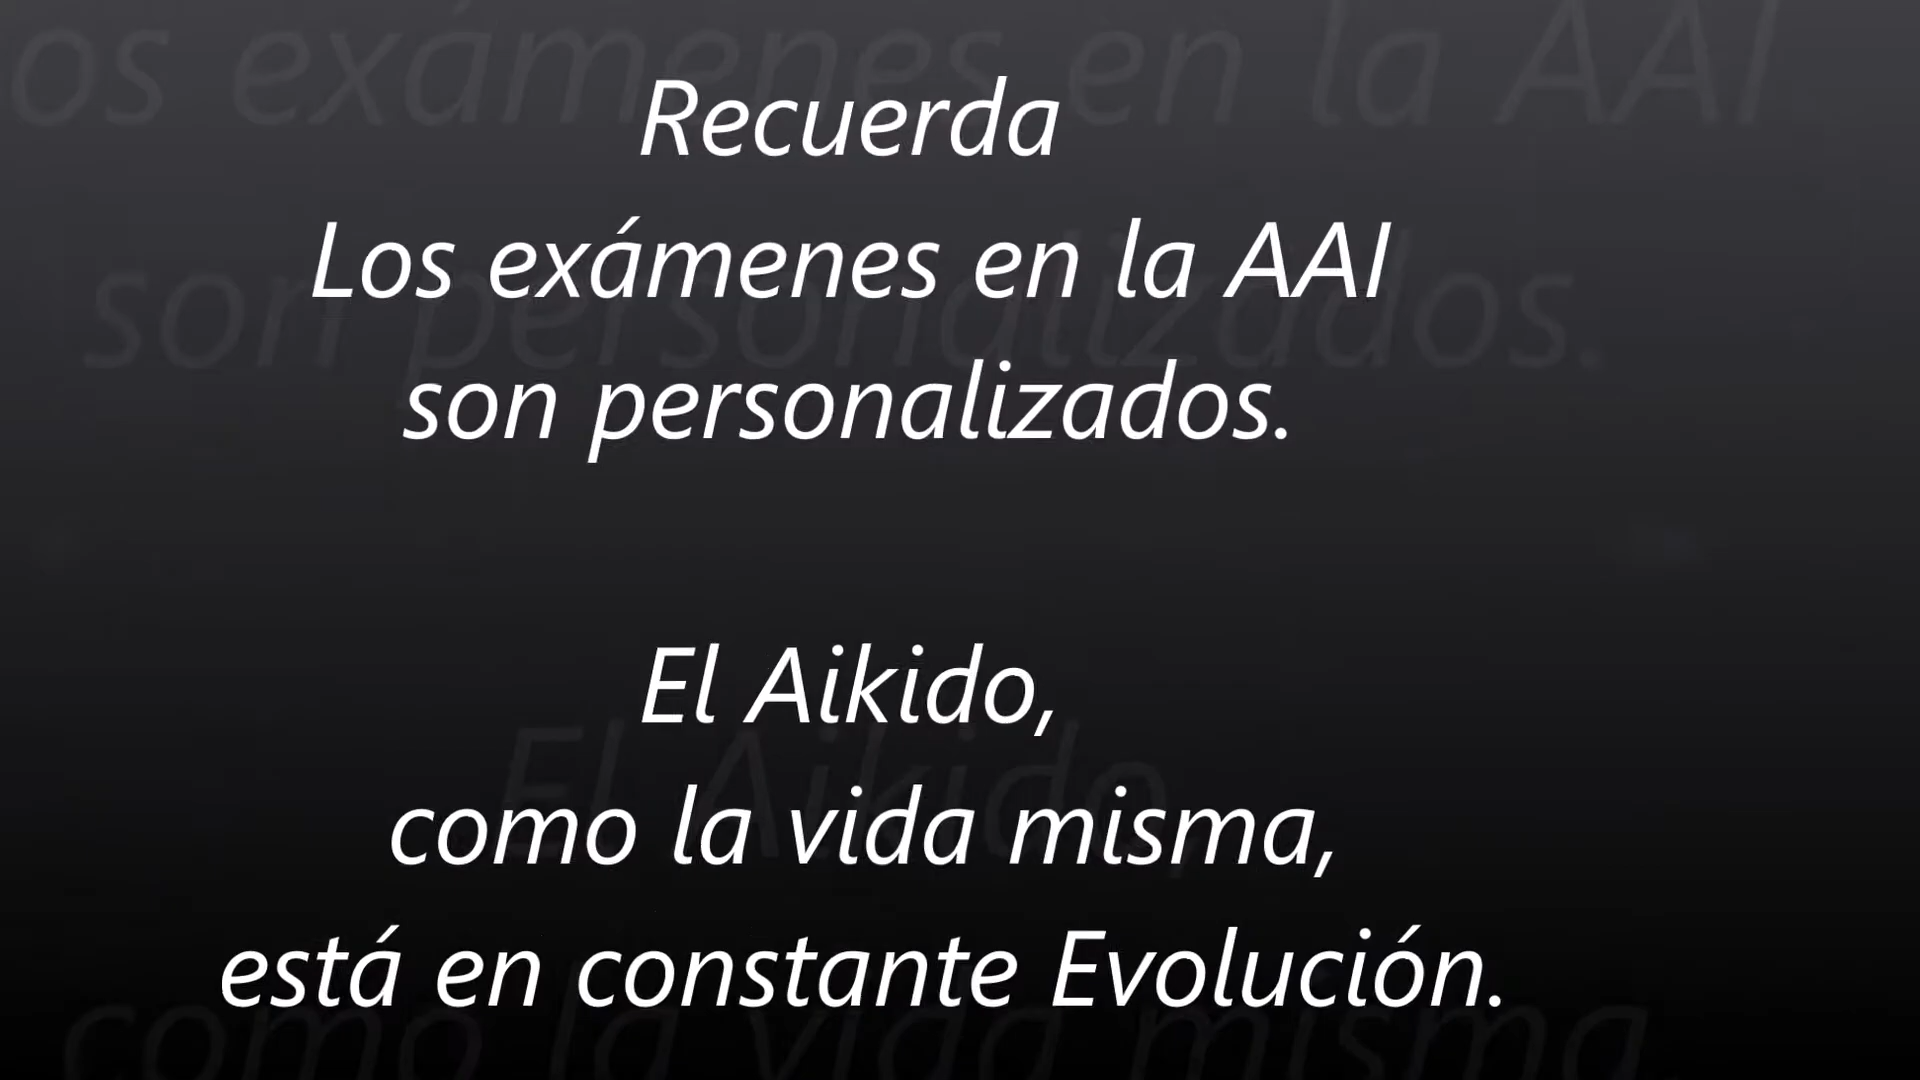 Recuerda
Los exámenes en la AAI
son personalizados.
El Aikido,
como la vida misma,
está en constante Evolución.